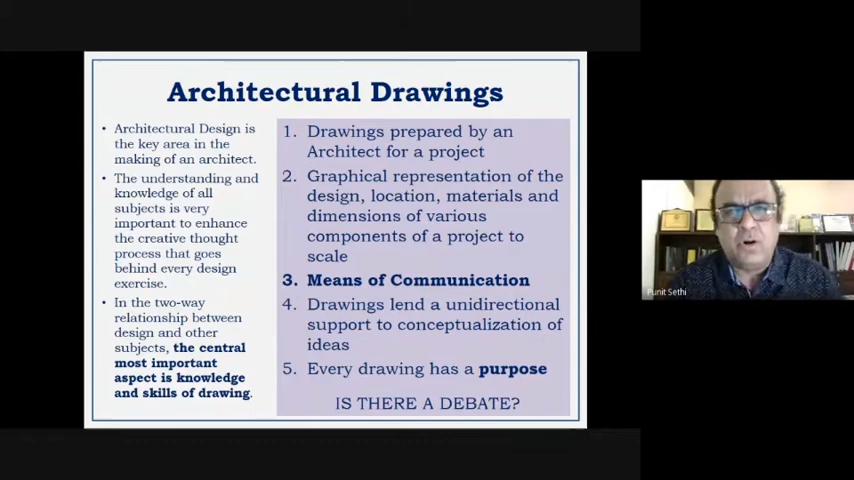 Architectural Drawings
• Architectural Design is
the key area in the
making of an architect.
• The understanding and
knowledge of all
subjects is very
important to enhance
the creative thought
process that goes
behind every design
exercise.
• In the two-way
relationship between
design and other
subjects, the central
most important
aspect is knowledge
and skills of drawing.
1. Drawings prepared by an
Architect for a project
2. Graphical representation of the
design, location, materials and
dimensions of various
components of a project to
scale
3. Means of Communication
4. Drawings lend a unidirectional
support to conceptualization of
ideas
5. Every drawing has a purpose
IS THERE A DEBATE?
Punit Sethi